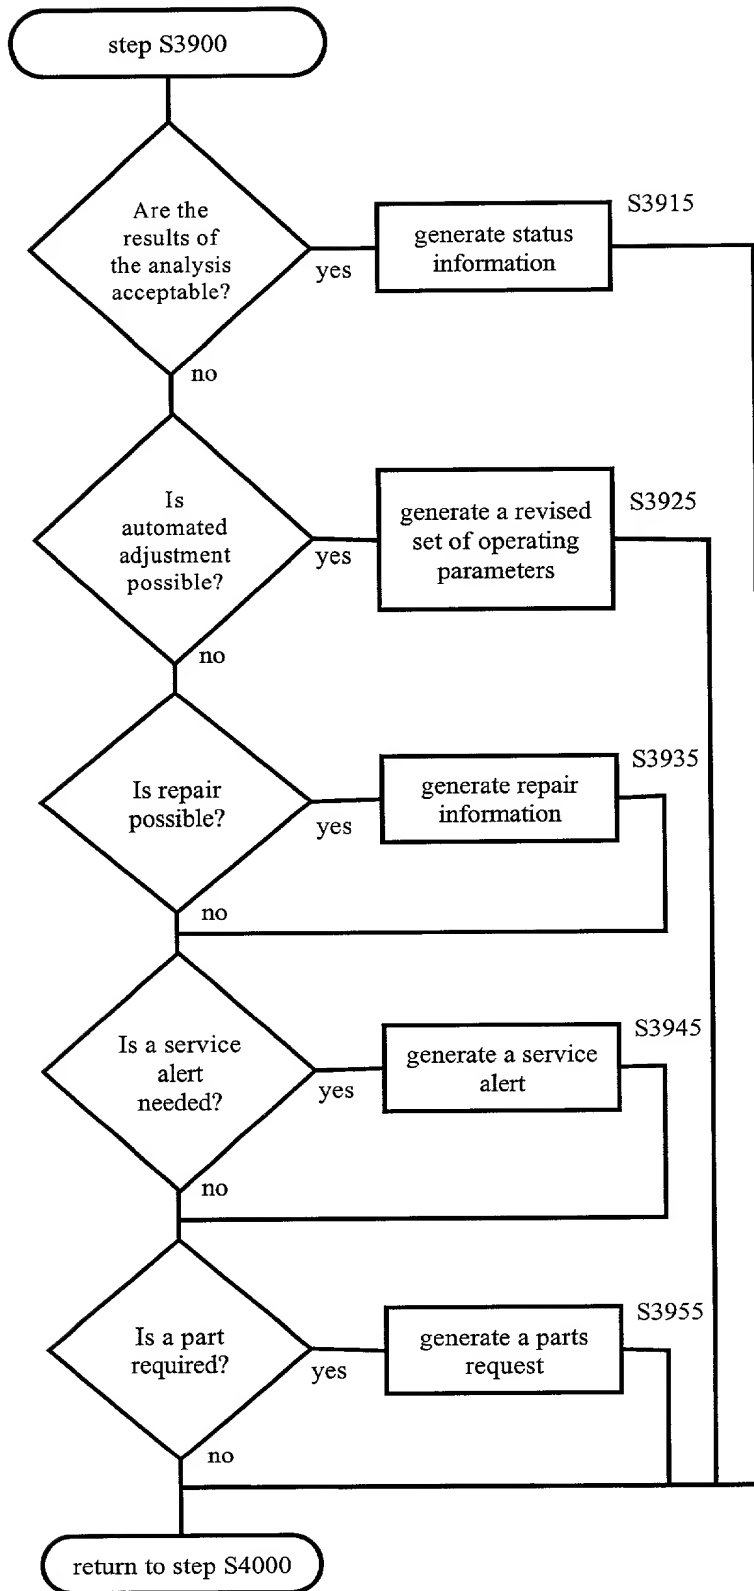 step S3900
Are the
results of
the analysis
acceptable?
yes
generate status
information
S3915
no
Is
automated
adjustment
possible?
yes
generate a revised
set of operating
parameters
S3925
no
Is repair
possible?
yes
generate repair
information
S3935
no
Is a service
alert
needed?
yes
generate a service
alert
S3945
no
Is a part
required?
yes
generate a parts
request
S3955
no
return to step S4000